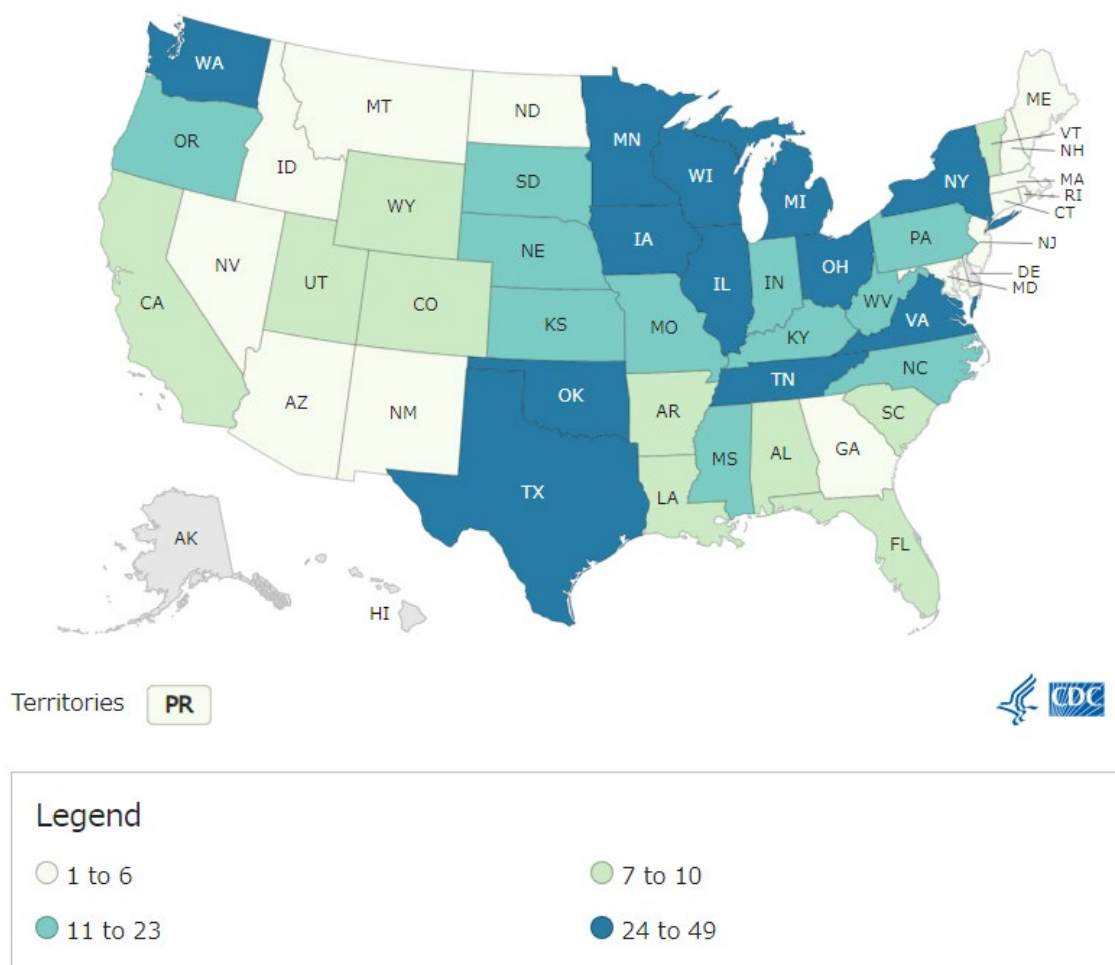 WA
MT
ND
ME
VT
NH
OR
ID
MN
SD
WI
NY
MA
RI
CT
WY
MI
NE
IA
PA
NJ
NV
UT
CO
IL
IN
OH
DE
MD
CA
KS
MO
WV
VA
KY
NC
AZ
NM
OK
TN
AR
SC
MS
AL
GA
TX
LA
FL
AK
HI
Territories PR
CDC
Legend
1 to 6
7 to 10
11 to 23
24 to 49